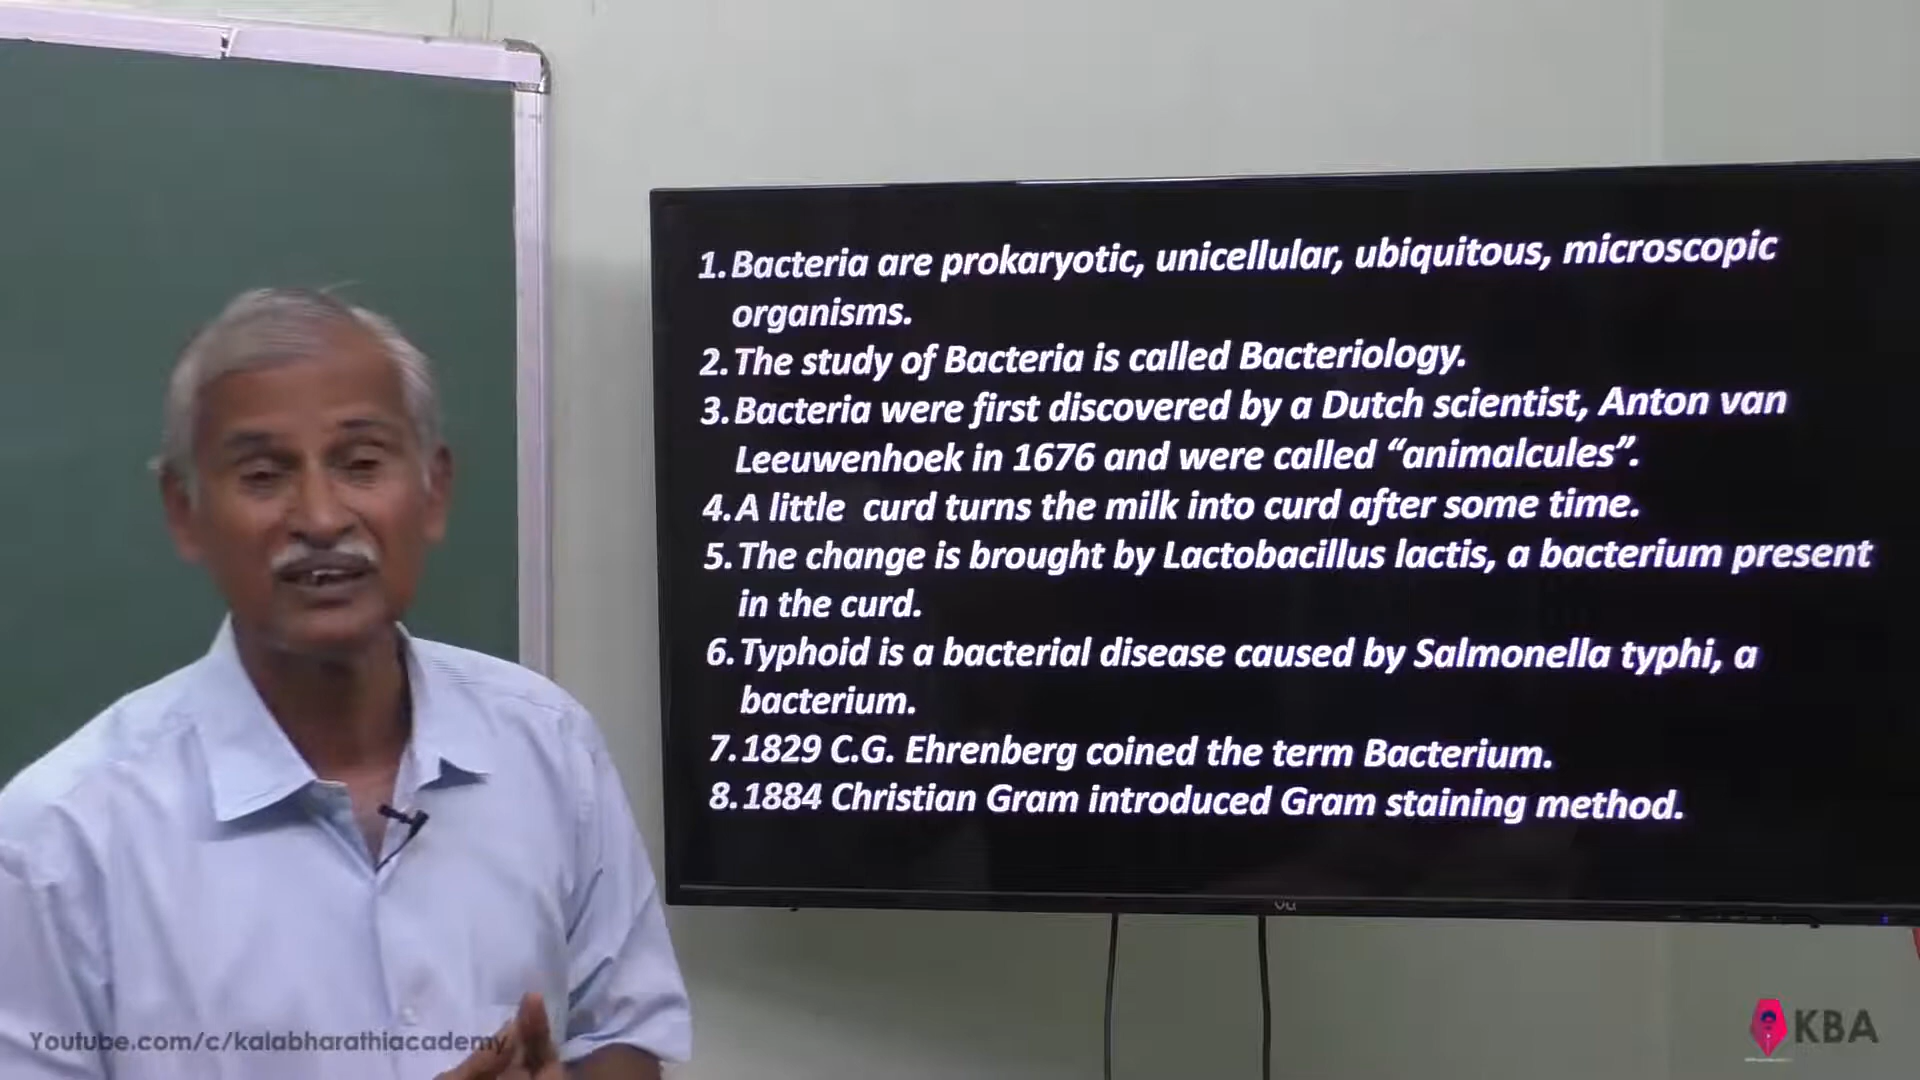 1. Bacteria are prokaryotic, unicellular, ubiquitous, microscopic
organisms.
2. The study of Bacteria is called Bacteriology.
3. Bacteria were first discovered by a Dutch scientist, Anton van
Leeuwenhoek in 1676 and were called “animalcules”.
4. A little curd turns the milk into curd after some time.
5. The change is brought by Lactobacillus lactis, a bacterium present
in the curd.
6. Typhoid is a bacterial disease caused by Salmonella typhi, a
bacterium.
7. 1829 C.G. Ehrenberg coined the term Bacterium.
8. 1884 Christian Gram introduced Gram staining method.
Youtube.com/c/kalabharathiacademy
KBA